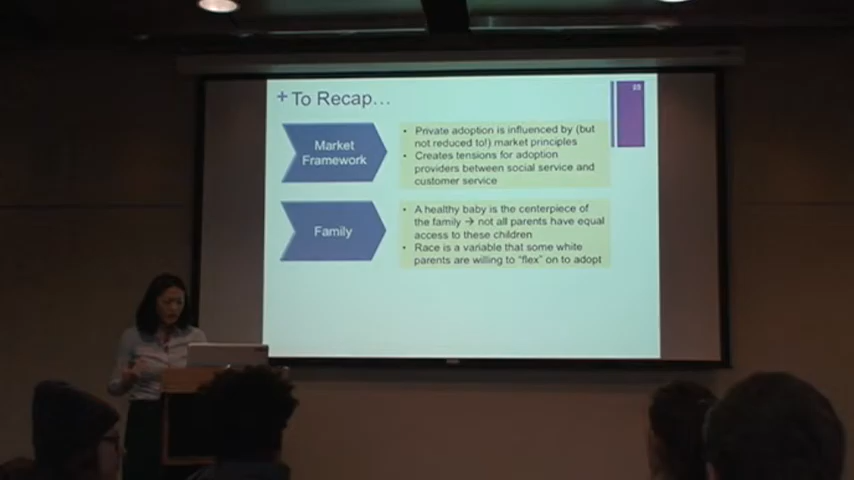 + To Recap...
Market
Framework
• Private adoption is influenced by (but
not reduced to!) market principles
• Creates tensions for adoption
providers between social service and
customer service
Family
• A healthy baby is the centerpiece of
the family → not all parents have equal
access to these children
• Race is a variable that some white
parents are willing to "flex" on to adopt